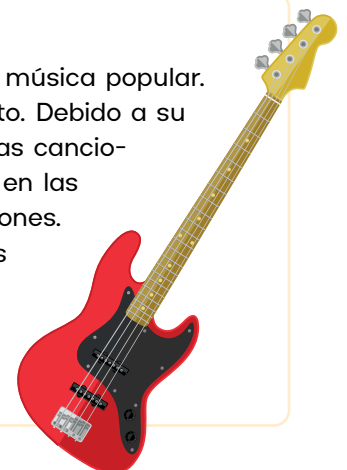 música popular.
to. Debido a su
as cancio-
en las
ones.
s